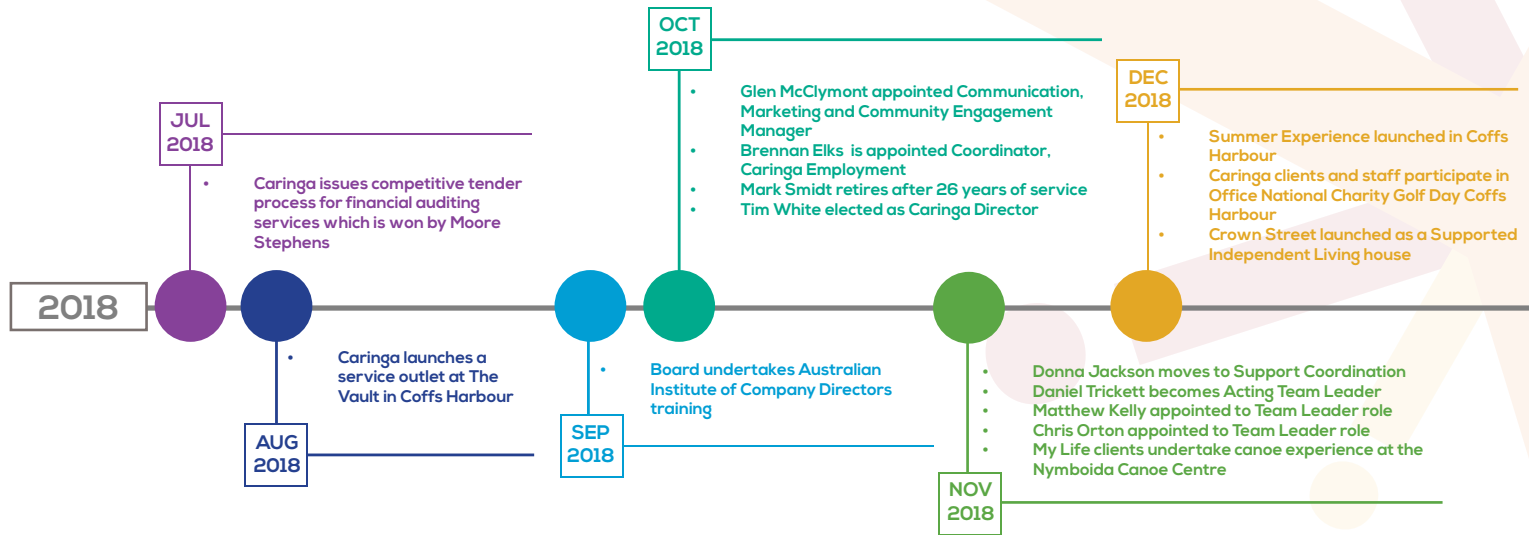 2018
JUL
2018
• Caringa issues competitive tender
process for financial auditing
services which is won by Moore
Stephens
AUG
2018
• Caringa launches a
service outlet at The
Vault in Coffs Harbour
SEP
2018
• Board undertakes Australian
Institute of Company Directors
training
OCT
2018
• Glen McClymont appointed Communication,
Marketing and Community Engagement
Manager
• Brennan Elks is appointed Coordinator,
Caringa Employment
• Mark Smidt retires after 26 years of service
• Tim White elected as Caringa Director
NOV
2018
• Donna Jackson moves to Support Coordination
• Daniel Trickett becomes Acting Team Leader
• Matthew Kelly appointed to Team Leader role
• Chris Orton appointed to Team Leader role
• My Life clients undertake canoe experience at the
Nymboida Canoe Centre
DEC
2018
• Summer Experience launched in Coffs
Harbour
• Caringa clients and staff participate in
Office National Charity Golf Day Coffs
Harbour
• Crown Street launched as a Supported
Independent Living house